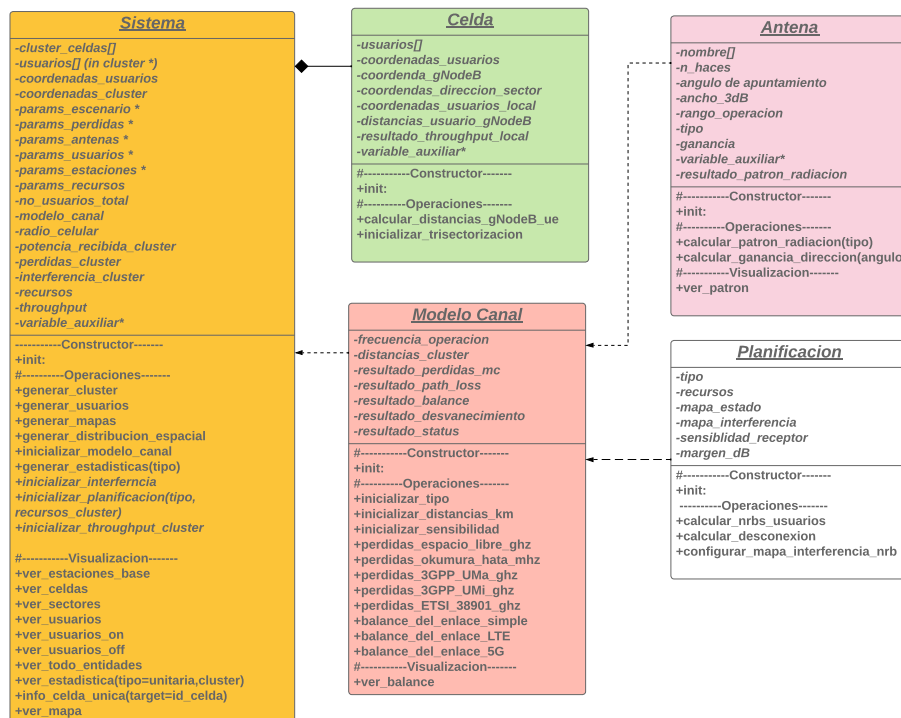 Sistema
-cluster_celdas[]
-usuarios[] (in cluster *)
-coordenadas_usuarios
-coordenadas_cluster
-params_escenario *
-params_perdidas *
-params_antenas *
-params_usuarios *
-params_estaciones *
-params_recursos
-no_usuarios_total
-modelo_canal
-radio_celular
-potencia_recibida_cluster
-perdidas_cluster
-interferencia_cluster
-recursos
-throughput
-variable_auxiliar*
-----------Constructor-------
+init:
#----------Operaciones-------
+generar_cluster
+generar_usuarios
+generar_mapas
+generar_distribucion_espacial
+inicializar_modelo_canal
+generar_estadisticas(tipo)
+inicializar_interferncia
+inicializar_planificacion(tipo,
recursos_cluster)
+inicializar_throughput_cluster
#-----------Visualizacion-------
+ver_estaciones_base
+ver_celdas
+ver_sectores
+ver_usuarios
+ver_usuarios_on
+ver_usuarios_off
+ver_todo_entidades
+ver_estadistica(tipo=unitaria,cluster)
+info_celda_unica(target=id_celda)
+ver_mapa
Celda
-usuarios[]
-coordenadas_usuarios
-coordenda_gNodeB
-coordendas_direccion_sector
-coordenadas_usuarios_local
-distancias_usuario_gNodeB
-resultado_throughput_local
-variable_auxiliar*
#-----------Constructor-------
+init:
#----------Operaciones-------
+calcular_distancias_gNodeB_ue
+inicializar_trisectorizacion
Modelo Canal
-frecuencia_operacion
-distancias_cluster
-resultado_perdidas_mc
-resultado_path_loss
-resultado_balance
-resultado_desvanecimiento
-resultado_status
#-----------Constructor-------
+init:
#----------Operaciones-------
+inicializar_tipo
+inicializar_distancias_km
+inicializar_sensibilidad
+perdidas_espacio_libre_ghz
+perdidas_okumura_hata_mhz
+perdidas_3GPP_UMa_ghz
+perdidas_3GPP_UMi_ghz
+perdidas_ETSI_38901_ghz
+balance_del_enlace_simple
+balance_del_enlace_LTE
+balance_del_enlace_5G
#-----------Visualizacion-------
+ver_balance
Antena
-nombre[]
-n_haces
-angulo de apuntamiento
-ancho_3dB
-rango_operacion
-tipo
-ganancia
-variable_auxiliar*
-resultado_patron_radiacion
#-----------Constructor-------
+init:
#----------Operaciones-------
+calcular_patron_radiacion(tipo)
+calcular_ganancia_direccion(angulo
#-----------Visualizacion-------
+ver_patron
Planificacion
-tipo
-recursos
-mapa_estado
-mapa_interferencia
-sensiblidad_receptor
-margen_dB
#-----------Constructor-------
+init:
----------Operaciones-------
+calcular_nrbs_usuarios
+calcular_desconexion
+configurar_mapa_interferencia_nrb